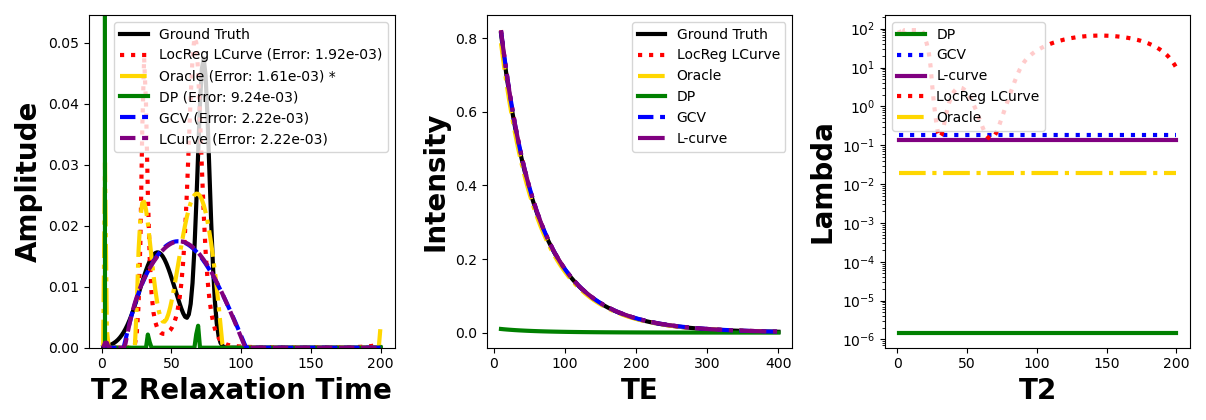 Amplitude
0.05
0.04
0.03
0.02
0.01
0.00
Ground Truth
LocReg LCurve (Error: 1.92e-03)
Oracle (Error: 1.61e-03) *
DP (Error: 9.24e-03)
GCV (Error: 2.22e-03)
LCurve (Error: 2.22e-03)
0 50 100 150 200
T2 Relaxation Time
Intensity
0.8
0.6
0.4
0.2
0.0
Ground Truth
LocReg LCurve
Oracle
DP
GCV
L-curve
0 100 200 300 400
TE
Lambda
10²
10¹
10⁰
10⁻¹
10⁻²
10⁻³
10⁻⁴
10⁻⁵
10⁻⁶
DP
GCV
L-curve
LocReg LCurve
Oracle
0 50 100 150 200
T2